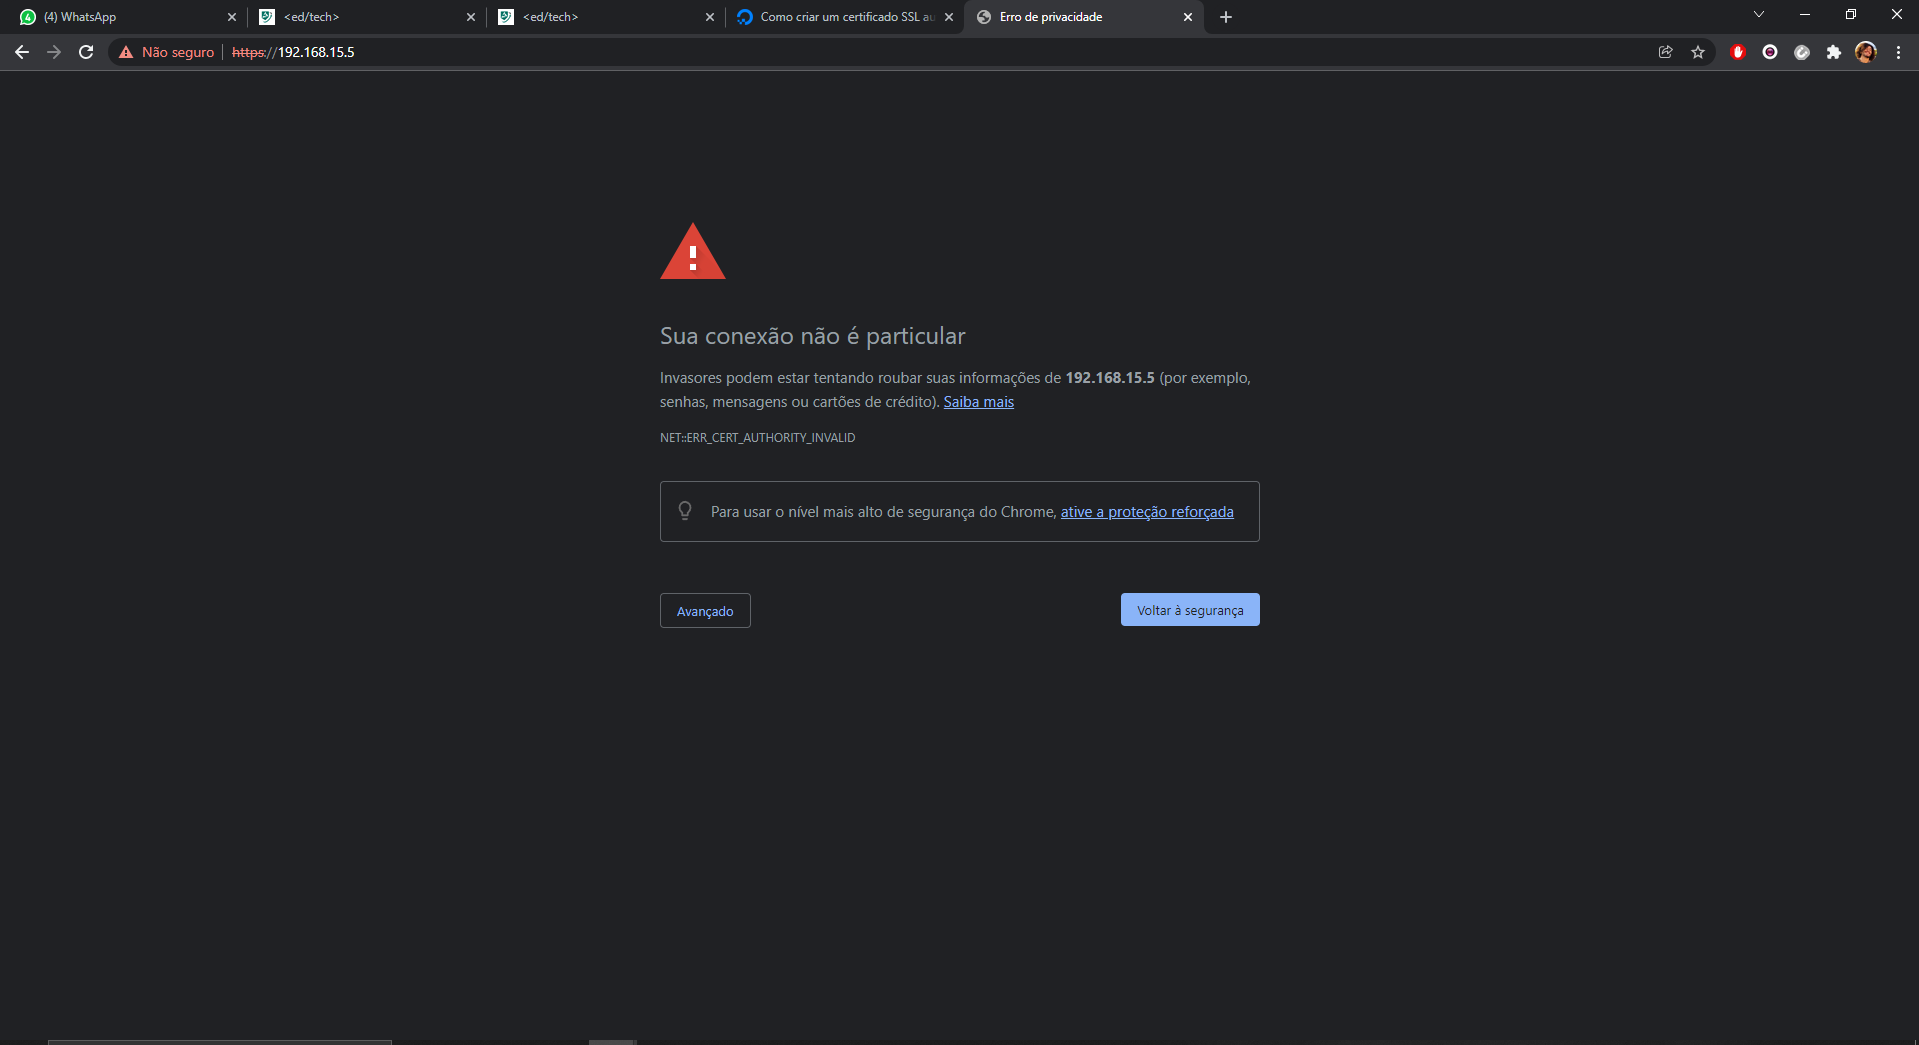 (4) WhatsApp
<ed/tech>
<ed/tech>
Como criar um certificado SSL au
Erro de privacidade
Não seguro
https://192.168.15.5
Sua conexão não é particular
Invasores podem estar tentando roubar suas informações de 192.168.15.5 (por exemplo,
senhas, mensagens ou cartões de crédito). Saiba mais
NET::ERR_CERT_AUTHORITY_INVALID
Para usar o nível mais alto de segurança do Chrome, ative a proteção reforçada
Avançado
Voltar à segurança